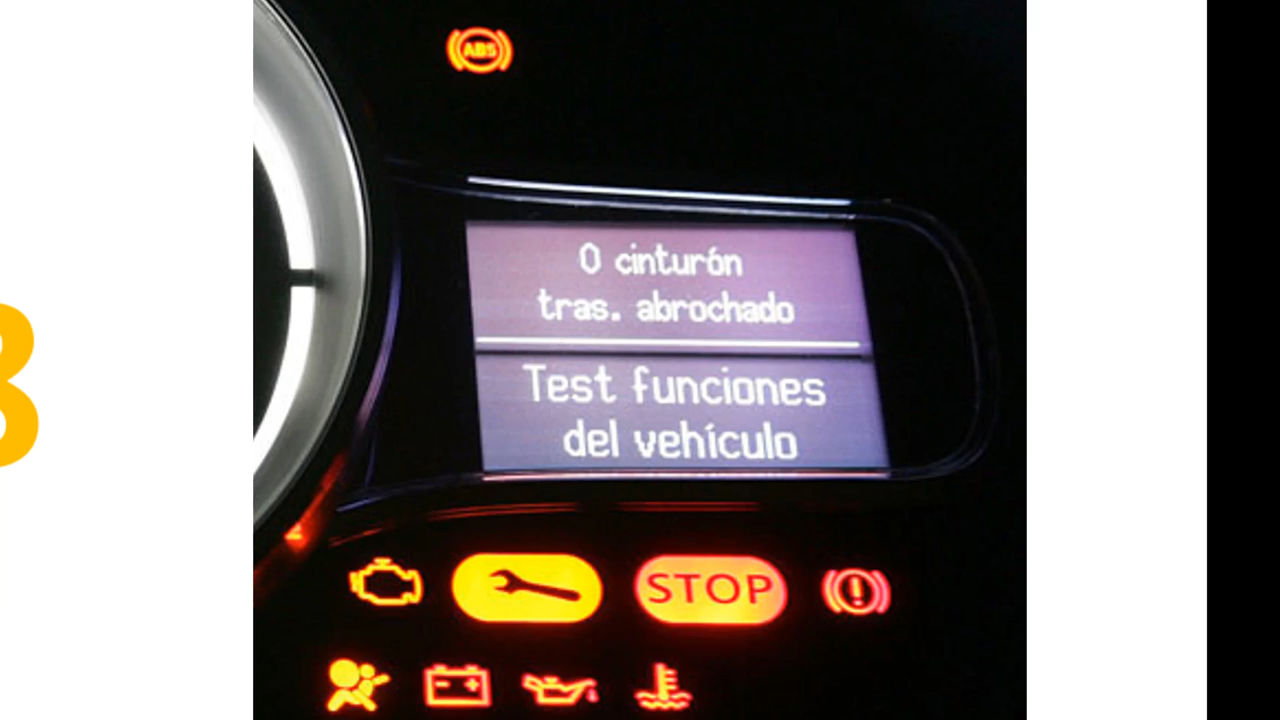 ABS
0 cinturón
tras. abrochado
Test funciones
del vehículo
STOP